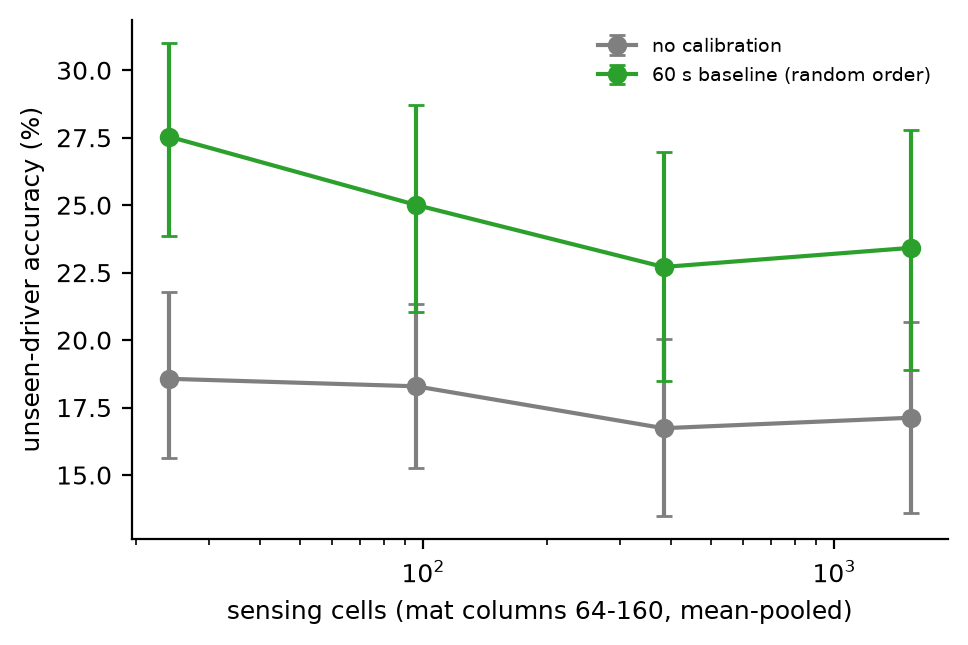 no calibration
60 s baseline (random order)
unseen-driver accuracy (%)
30.0
27.5
25.0
22.5
20.0
17.5
15.0
10²
10³
sensing cells (mat columns 64-160, mean-pooled)